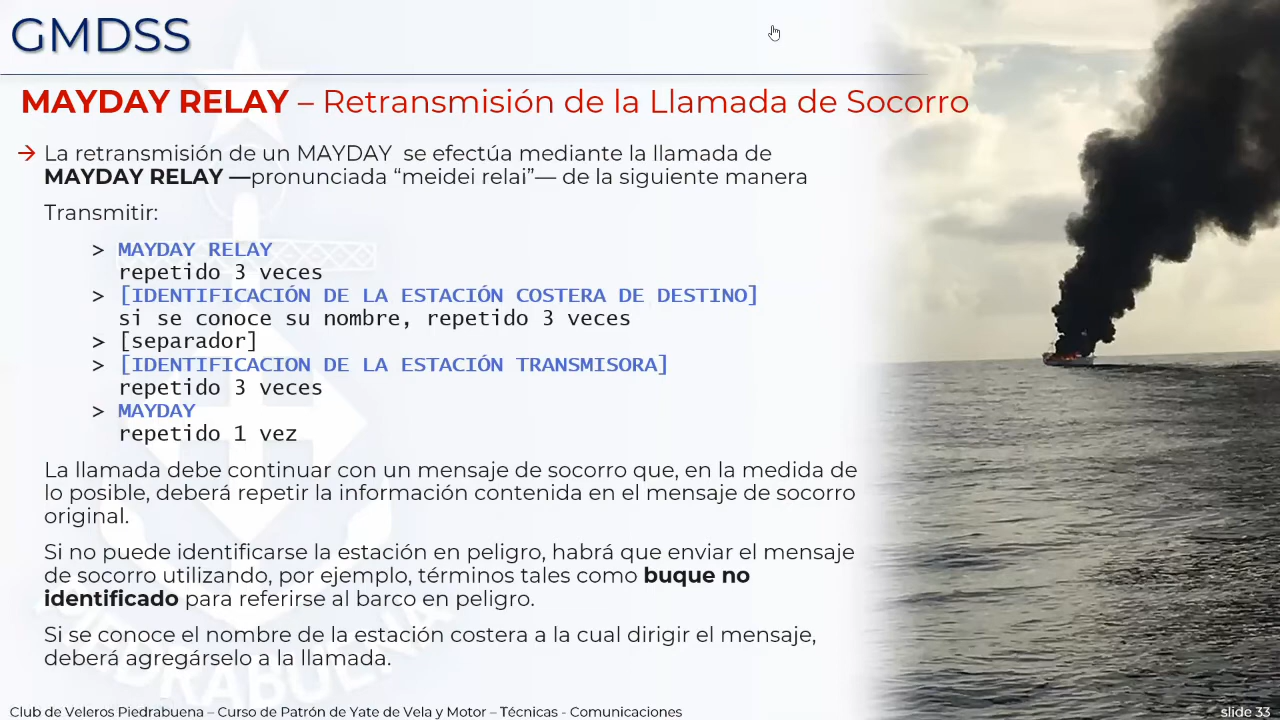 GMDSS
MAYDAY RELAY – Retransmisión de la Llamada de Socorro
→ La retransmisión de un MAYDAY se efectúa mediante la llamada de
MAYDAY RELAY —pronunciada “meidei relai”— de la siguiente manera
Transmitir:
> MAYDAY RELAY
repetido 3 veces
> [IDENTIFICACIÓN DE LA ESTACIÓN COSTERA DE DESTINO]
si se conoce su nombre, repetido 3 veces
> [separador]
> [IDENTIFICACION DE LA ESTACIÓN TRANSMISORA]
repetido 3 veces
> MAYDAY
repetido 1 vez
La llamada debe continuar con un mensaje de socorro que, en la medida de
lo posible, deberá repetir la información contenida en el mensaje de socorro
original.
Si no puede identificarse la estación en peligro, habrá que enviar el mensaje
de socorro utilizando, por ejemplo, términos tales como buque no
identificado para referirse al barco en peligro.
Si se conoce el nombre de la estación costera a la cual dirigir el mensaje,
deberá agregárselo a la llamada.
PIEDRABUENA
Club de Veleros Piedrabuena – Curso de Patrón de Yate de Vela y Motor – Técnicas - Comunicaciones
slide 33